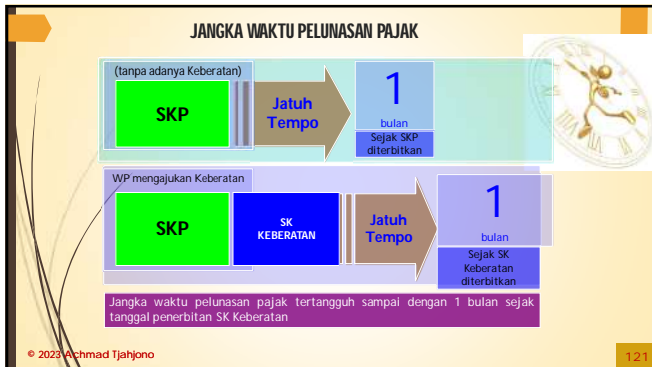 JANGKA WAKTU PELUNASAN PAJAK
(tanpa adanya Keberatan)
SKP
Jatuh
Tempo
1
bulan
Sejak SKP
diterbitkan
WP mengajukan Keberatan
SKP
SK
KEBERATAN
Jatuh
Tempo
1
bulan
Sejak SK
Keberatan
diterbitkan
Jangka waktu pelunasan pajak tertangguh sampai dengan 1 bulan sejak
tanggal penerbitan SK Keberatan
© 2023 Achmad Tjahjono
121